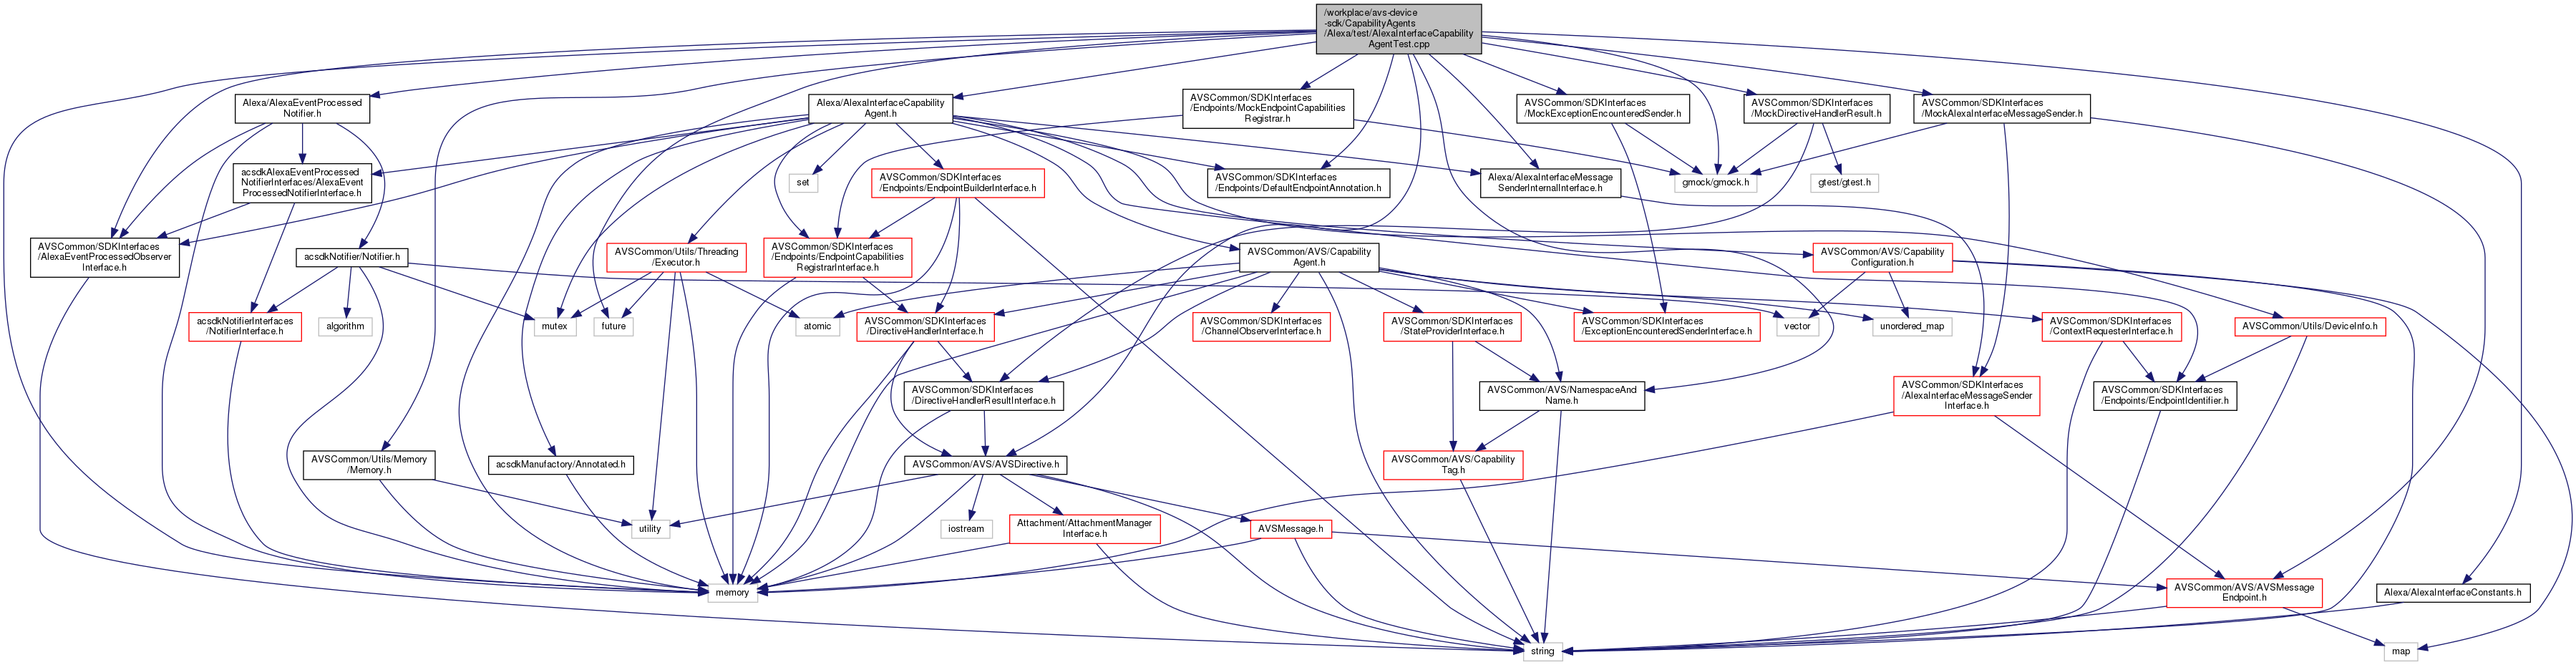 /workplace/avs-device
-sdk/CapabilityAgents
/Alexa/test/AlexaInterfaceCapability
AgentTest.cpp
Alexa/AlexaEventProcessed
Notifier.h
Alexa/AlexaInterfaceCapability
Agent.h
AVSCommon/SDKInterfaces
/Endpoints/MockEndpointCapabilities
Registrar.h
AVSCommon/SDKInterfaces
/MockExceptionEncounteredSender.h
AVSCommon/SDKInterfaces
/MockDirectiveHandlerResult.h
AVSCommon/SDKInterfaces
/MockAlexaInterfaceMessageSender.h
acsdkAlexaEventProcessed
NotifierInterfaces/AlexaEvent
ProcessedNotifierInterface.h
set
AVSCommon/SDKInterfaces
/Endpoints/EndpointBuilderInterface.h
AVSCommon/SDKInterfaces
/Endpoints/DefaultEndpointAnnotation.h
Alexa/AlexaInterfaceMessage
SenderInternalInterface.h
gmock/gmock.h
gtest/gtest.h
AVSCommon/SDKInterfaces
/AlexaEventProcessedObserver
Interface.h
acsdkNotifier/Notifier.h
AVSCommon/Utils/Threading
/Executor.h
AVSCommon/SDKInterfaces
/Endpoints/EndpointCapabilities
RegistrarInterface.h
AVSCommon/AVS/Capability
Agent.h
AVSCommon/AVS/Capability
Configuration.h
acsdkNotifierInterfaces
/NotifierInterface.h
algorithm
mutex
future
atomic
AVSCommon/SDKInterfaces
/DirectiveHandlerInterface.h
AVSCommon/SDKInterfaces
/ChannelObserverInterface.h
AVSCommon/SDKInterfaces
/StateProviderInterface.h
AVSCommon/SDKInterfaces
/ExceptionEncounteredSenderInterface.h
vector
unordered_map
AVSCommon/SDKInterfaces
/ContextRequesterInterface.h
AVSCommon/Utils/DeviceInfo.h
AVSCommon/SDKInterfaces
/DirectiveHandlerResultInterface.h
AVSCommon/AVS/NamespaceAnd
Name.h
AVSCommon/SDKInterfaces
/AlexaInterfaceMessageSender
Interface.h
AVSCommon/SDKInterfaces
/Endpoints/EndpointIdentifier.h
AVSCommon/Utils/Memory
/Memory.h
acsdkManufactory/Annotated.h
AVSCommon/AVS/AVSDirective.h
AVSCommon/AVS/Capability
Tag.h
utility
iostream
Attachment/AttachmentManager
Interface.h
AVSMessage.h
memory
AVSCommon/AVS/AVSMessage
Endpoint.h
Alexa/AlexaInterfaceConstants.h
string
map